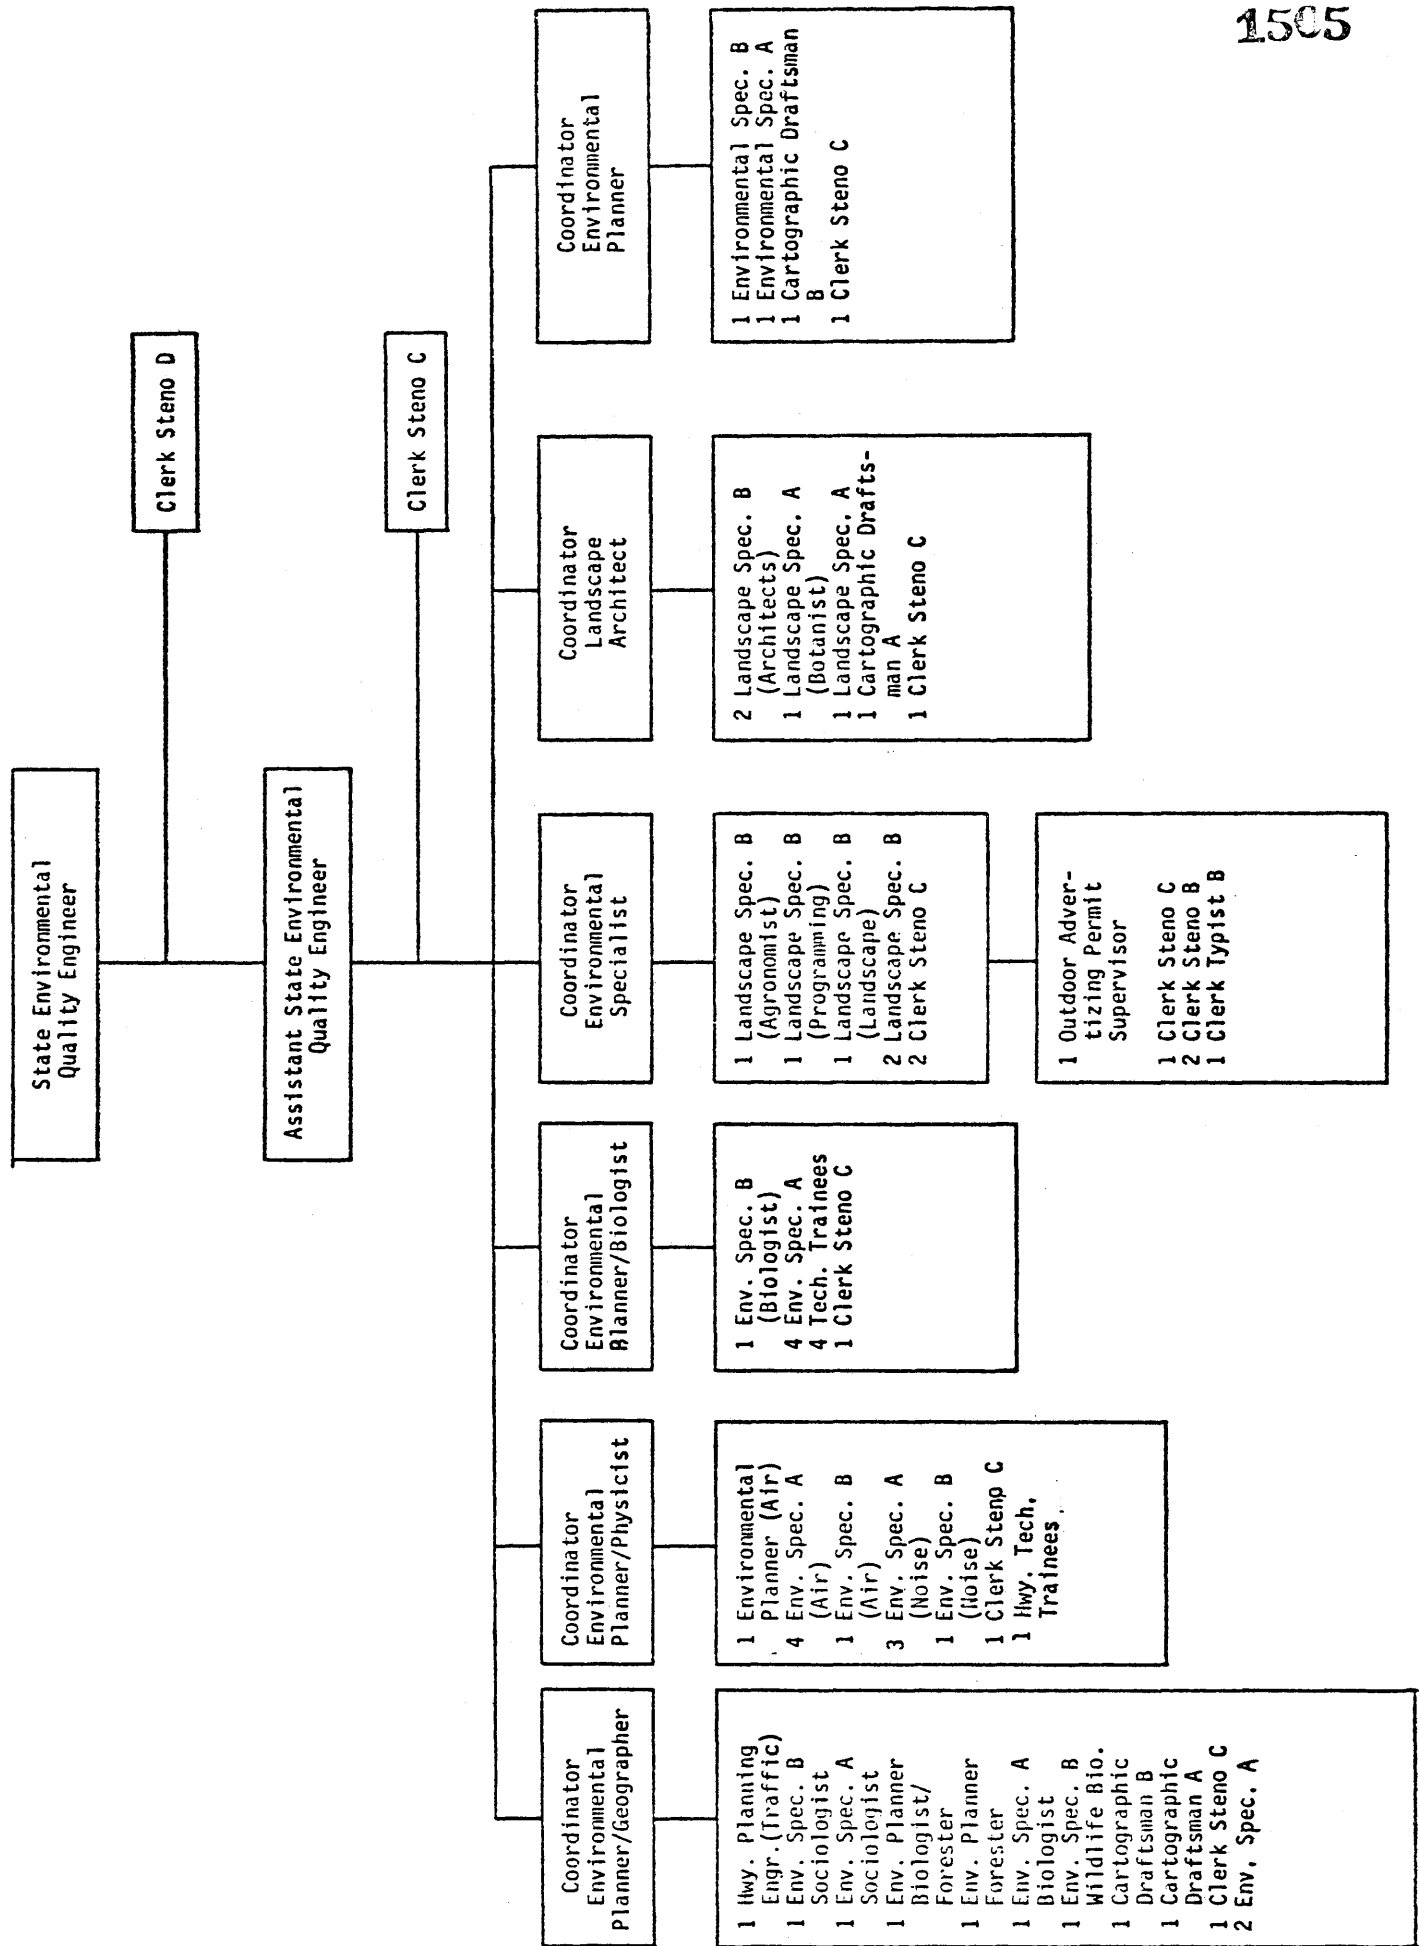 1505
State Environmental
Quality Engineer
Clerk Steno D
Assistant State Environmental
Quality Engineer
Clerk Steno C
Coordinator
Environmental
Planner/Geographer
Coordinator
Environmental
Planner/Physicist
Coordinator
Environmental
Planner/Biologist
Coordinator
Environmental
Specialist
Coordinator
Landscape
Architect
Coordinator
Environmental
Planner
1 Hwy. Planning
Engr.(Traffic)
1 Env. Spec. B
Sociologist
1 Env. Spec. A
Sociologist
1 Env. Planner
Biologist/
Forester
1 Env. Planner
Forester
1 Env. Spec. A
Biologist
1 Env. Spec. B
Wildlife Bio.
1 Cartographic
Draftsman B
1 Cartographic
Draftsman A
1 Clerk Steno C
2 Env. Spec. A
1 Environmental
Planner (Air)
4 Env. Spec. A
(Air)
1 Env. Spec. B
(Air)
3 Env. Spec. A
(Noise)
1 Env. Spec. B
(Noise)
1 Clerk Steno C
1 Hwy. Tech.
Trainees
1 Env. Spec. B
(Biologist)
4 Env. Spec. A
4 Tech. Trainees
1 Clerk Steno C
1 Landscape Spec. B
(Agronomist)
1 Landscape Spec. B
(Programming)
1 Landscape Spec. B
(Landscape)
2 Landscape Spec. B
2 Clerk Steno C
1 Outdoor Adver-
tizing Permit
Supervisor
1 Clerk Steno C
2 Clerk Steno B
1 Clerk Typist B
2 Landscape Spec. B
(Architects)
1 Landscape Spec. A
(Botanist)
1 Landscape Spec. A
1 Cartographic Drafts-
man A
1 Clerk Steno C
1 Environmental Spec. B
1 Environmental Spec. A
1 Cartographic Draftsman
B
1 Clerk Steno C